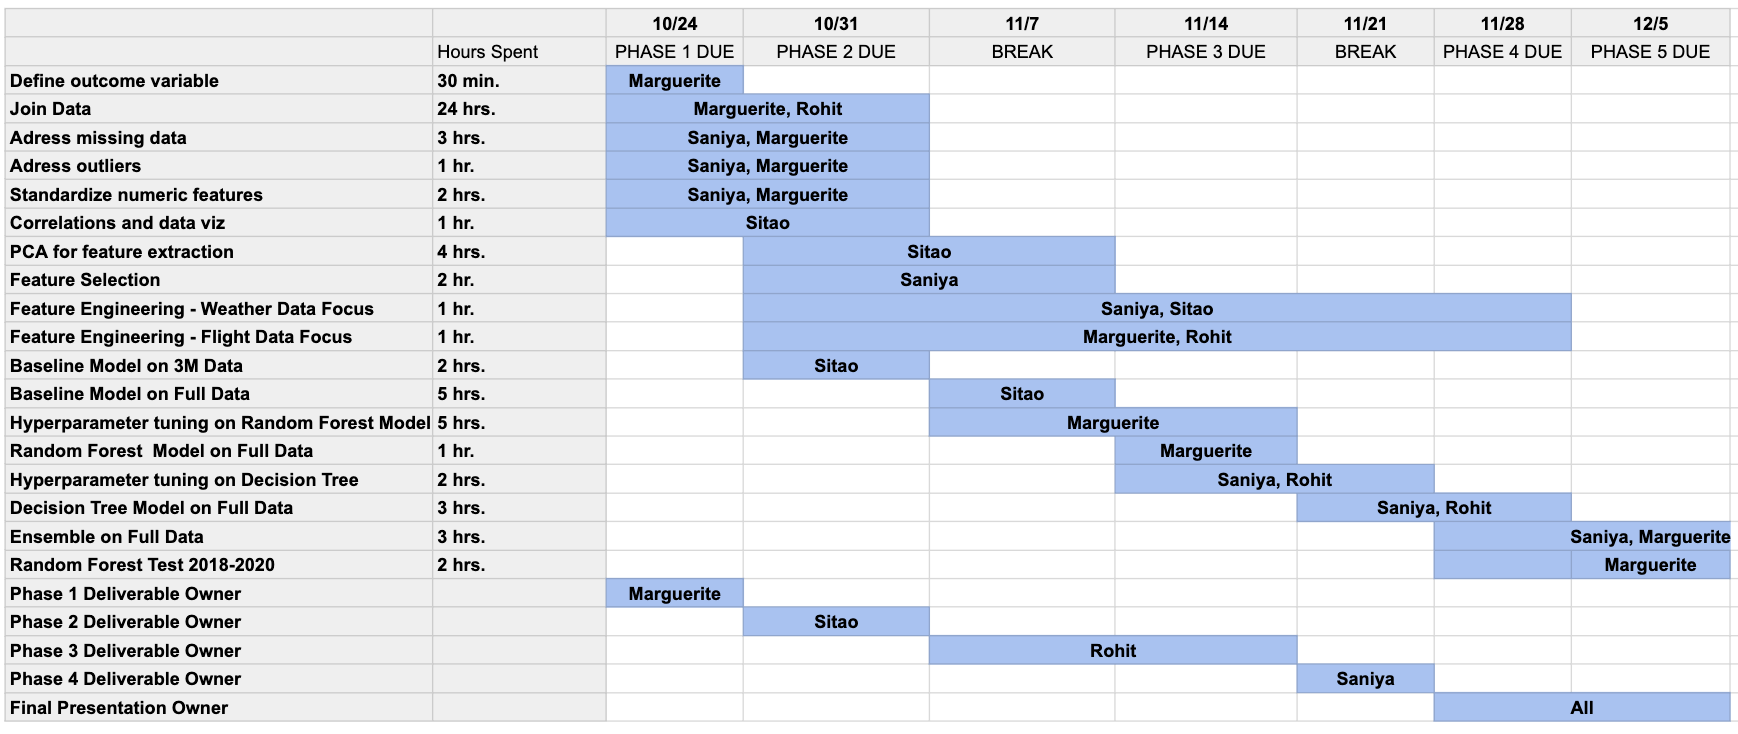 10/24 10/31 11/7 11/14 11/21 11/28 12/5
Hours Spent PHASE 1 DUE PHASE 2 DUE BREAK PHASE 3 DUE BREAK PHASE 4 DUE PHASE 5 DUE
Define outcome variable 30 min. Marguerite
Join Data 24 hrs. Marguerite, Rohit
Adress missing data 3 hrs. Saniya, Marguerite
Adress outliers 1 hr. Saniya, Marguerite
Standardize numeric features 2 hrs. Saniya, Marguerite
Correlations and data viz 1 hr. Sitao
PCA for feature extraction 4 hrs. Sitao
Feature Selection 2 hr. Saniya
Feature Engineering - Weather Data Focus 1 hr. Saniya, Sitao
Feature Engineering - Flight Data Focus 1 hr. Marguerite, Rohit
Baseline Model on 3M Data 2 hrs. Sitao
Baseline Model on Full Data 5 hrs. Sitao
Hyperparameter tuning on Random Forest Model 5 hrs. Marguerite
Random Forest  Model on Full Data 1 hr. Marguerite
Hyperparameter tuning on Decision Tree 2 hrs. Saniya, Rohit
Decision Tree Model on Full Data 3 hrs. Saniya, Rohit
Ensemble on Full Data 3 hrs. Saniya, Marguerite
Random Forest Test 2018-2020 2 hrs. Marguerite
Phase 1 Deliverable Owner Marguerite
Phase 2 Deliverable Owner Sitao
Phase 3 Deliverable Owner Rohit
Phase 4 Deliverable Owner Saniya
Final Presentation Owner All